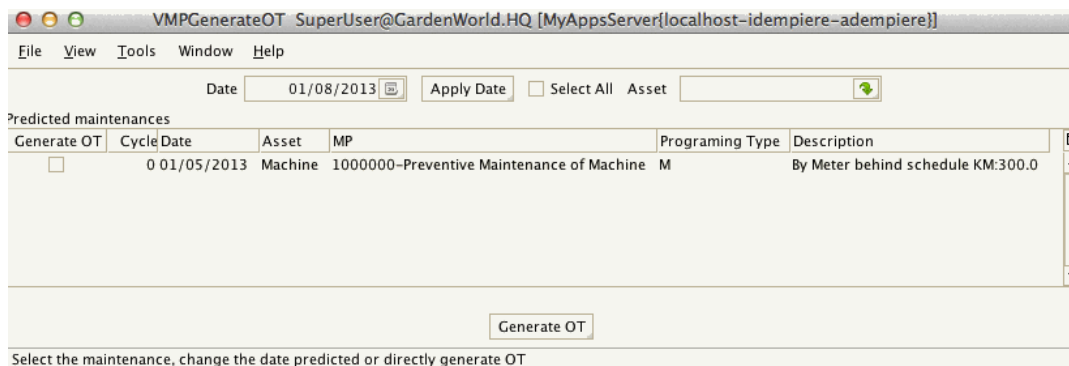 VMPGenerateOT SuperUser@GardenWorld.HQ [MyAppsServer{localhost-idempiere-adempiere}]
File View Tools Window Help
Date 01/08/2013 Apply Date Select All Asset
Predicted maintenances
Generate OT Cycle Date Asset MP Programing Type Description
0 01/05/2013 Machine 1000000-Preventive Maintenance of Machine M By Meter behind schedule KM:300.0
Generate OT
Select the maintenance, change the date predicted or directly generate OT